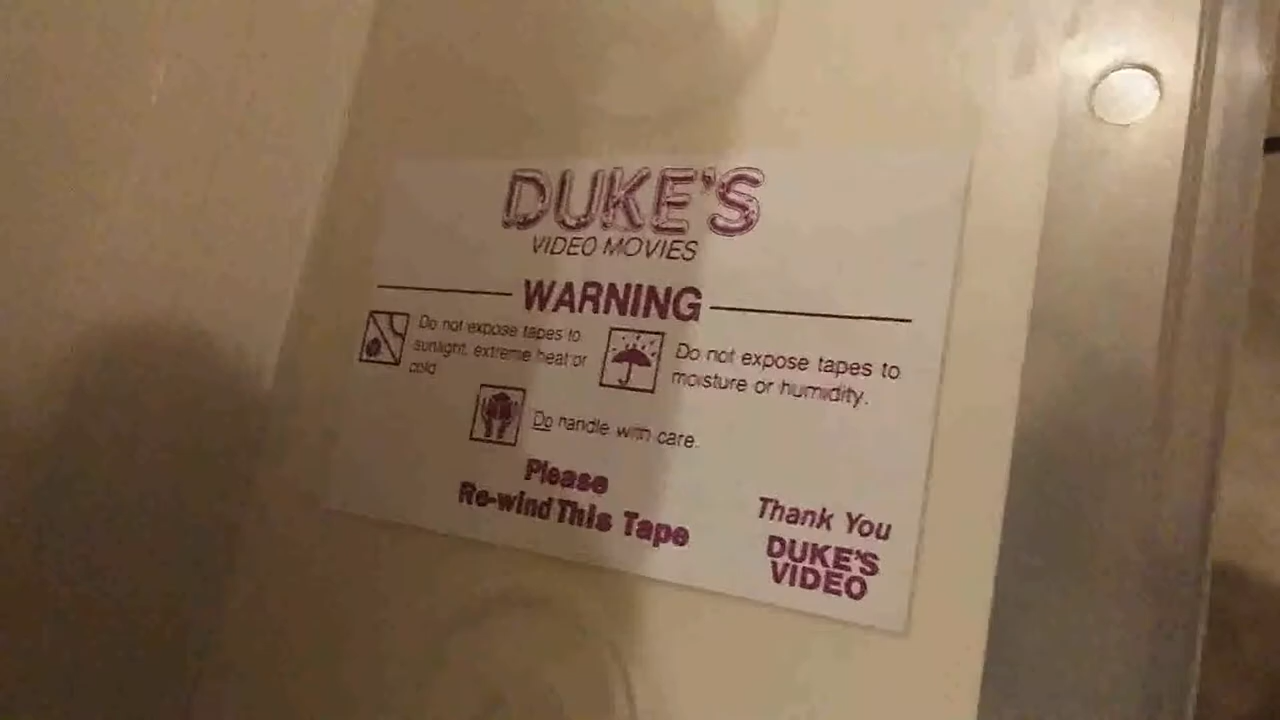 DUKE'S
VIDEO MOVIES
WARNING
Do not expose tapes to
sunlight, extreme heat or
cold
Do not expose tapes to
moisture or humidity.
Do handle with care.
Please
Re-wind This Tape
Thank You
DUKE'S
VIDEO